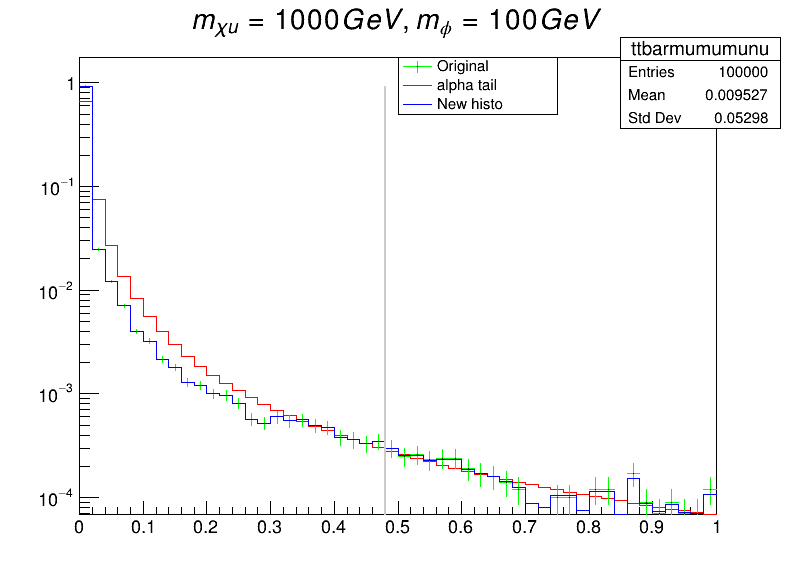 m_χu = 1000GeV, m_ϕ = 100GeV
ttbarmumumunu
Entries 100000
Mean 0.009527
Std Dev 0.05298
Original
alpha tail
New histo
1
10⁻¹
10⁻²
10⁻³
10⁻⁴
0 0.1 0.2 0.3 0.4 0.5 0.6 0.7 0.8 0.9 1